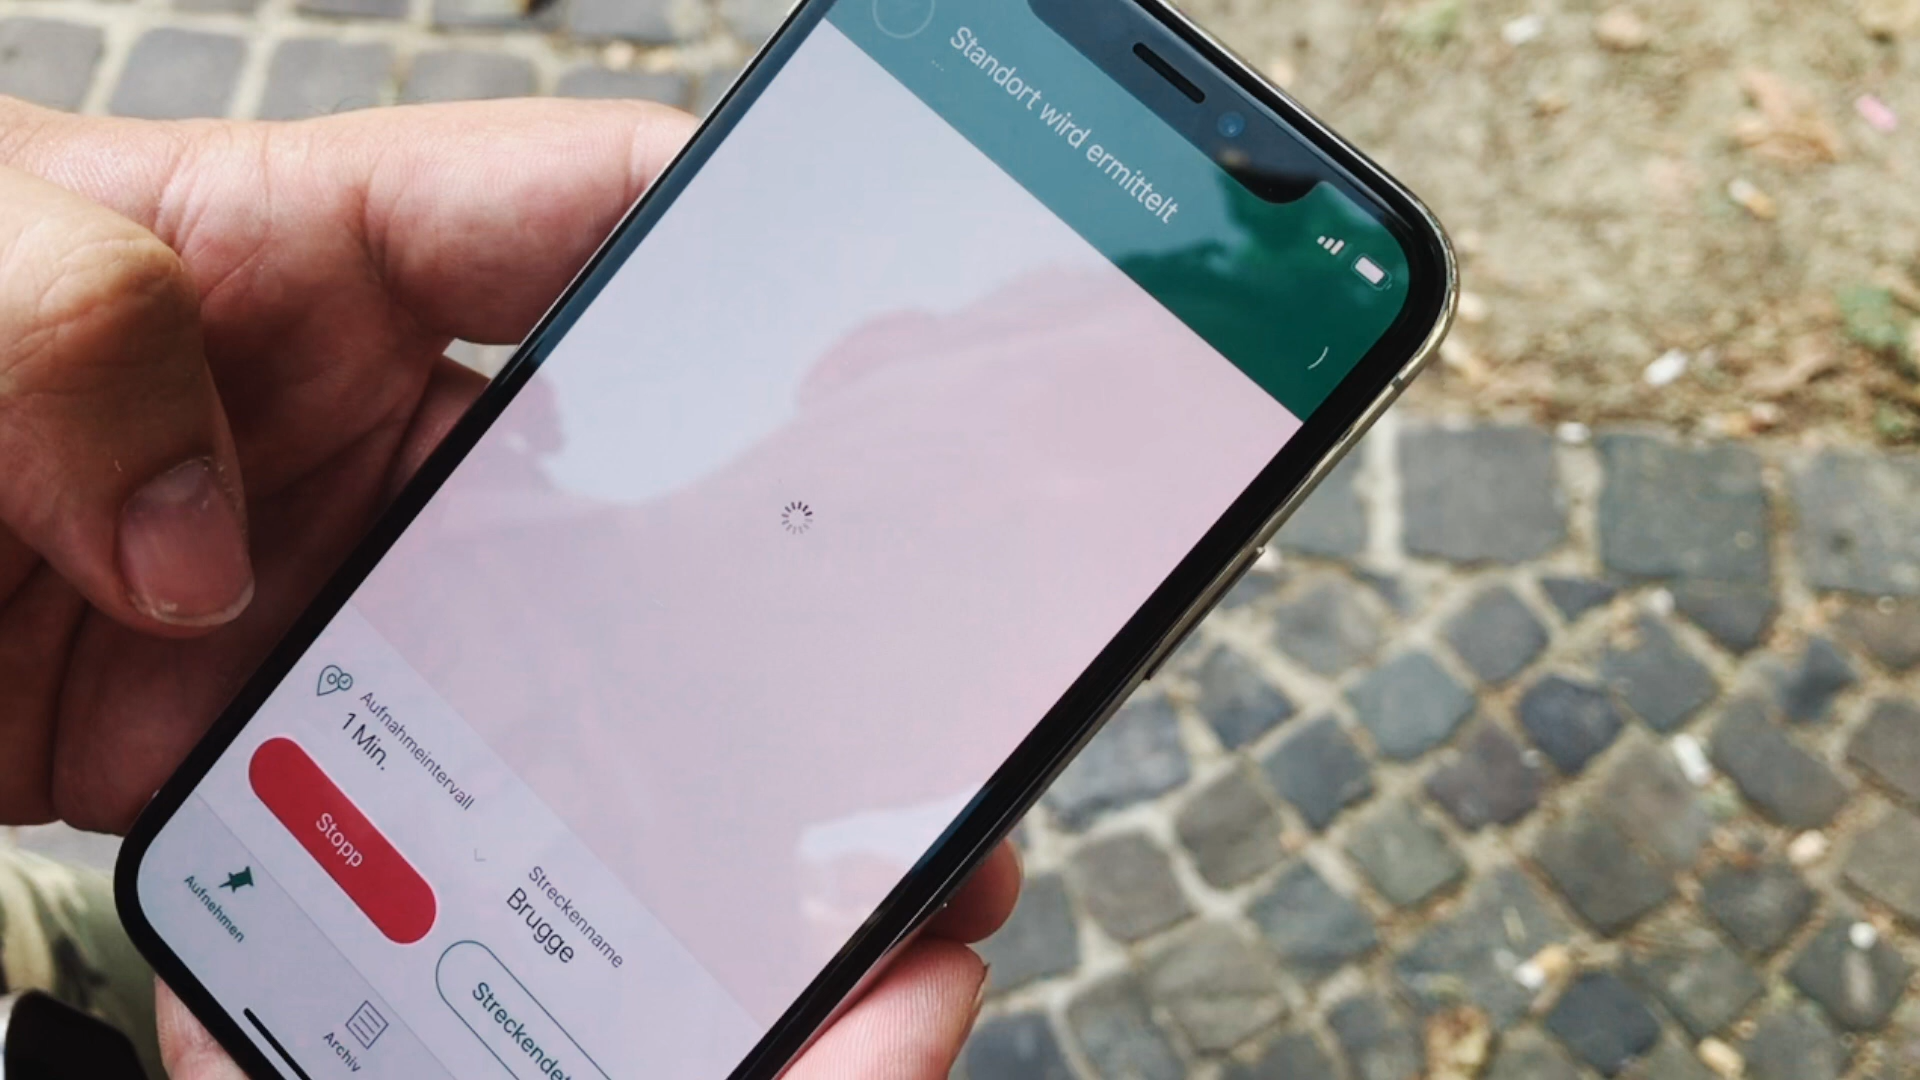 Standort wird ermittelt
...
Aufnahmeintervall
1 Min.
Streckenname
Brugge
Stopp
Aufnehmen
Archiv